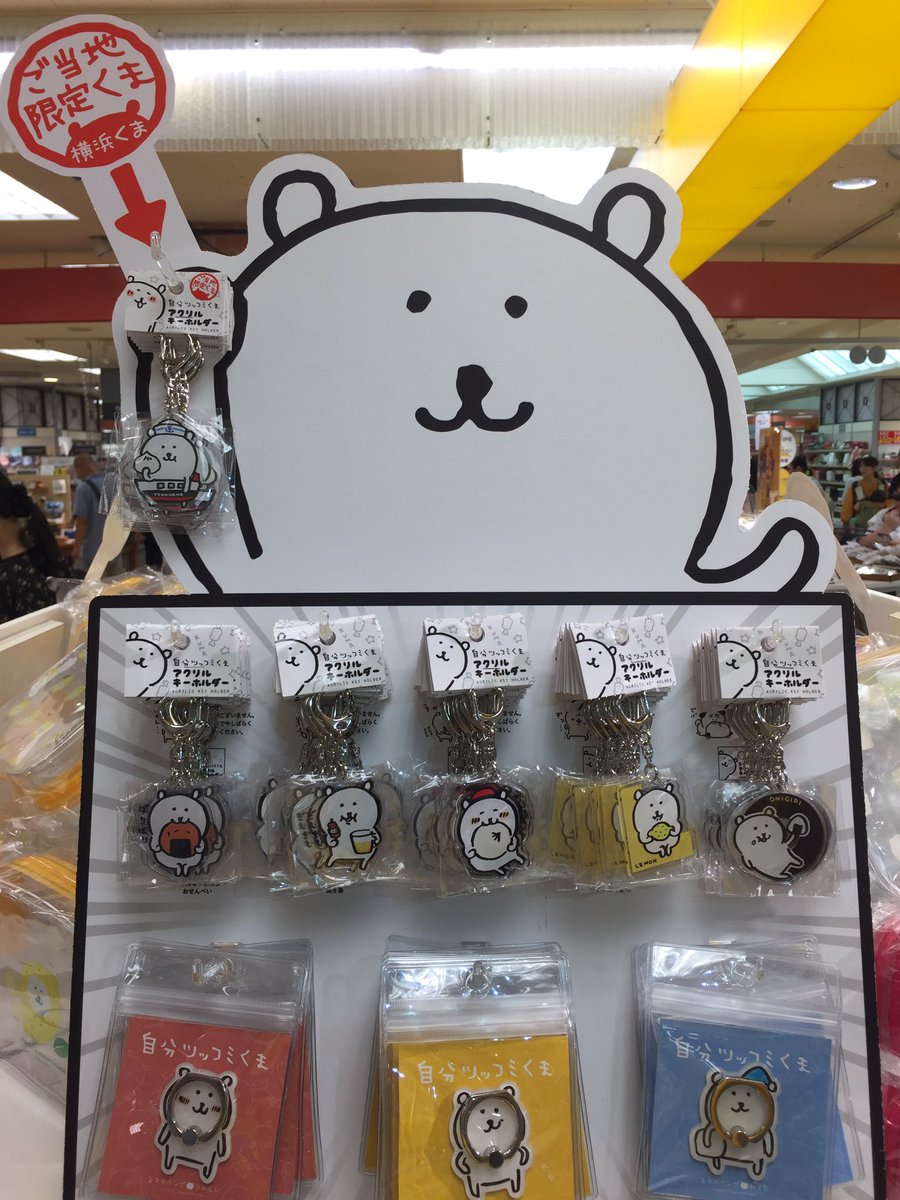 ご当地
限定くま
横浜くま
自分ツッコミくま
アクリル
キーホルダー
ACRYLIC KEY HOLDER
YOKOHAMA
自分ツッコミくま
アクリル
キーホルダー
ACRYLIC KEY HOLDER
自分ツッコミくま
アクリル
キーホルダー
ACRYLIC KEY HOLDER
自分ツッコミくま
アクリル
キーホルダー
ACRYLIC KEY HOLDER
自分ツッコミくま
アクリル
キーホルダー
ACRYLIC KEY HOLDER
自分ツッコミくま
アクリル
キーホルダー
ACRYLIC KEY HOLDER
LEMON
ONIGIRI
おせんべい
自分ツッコミくま
自分ツッコミくま
自分ツッコミくま